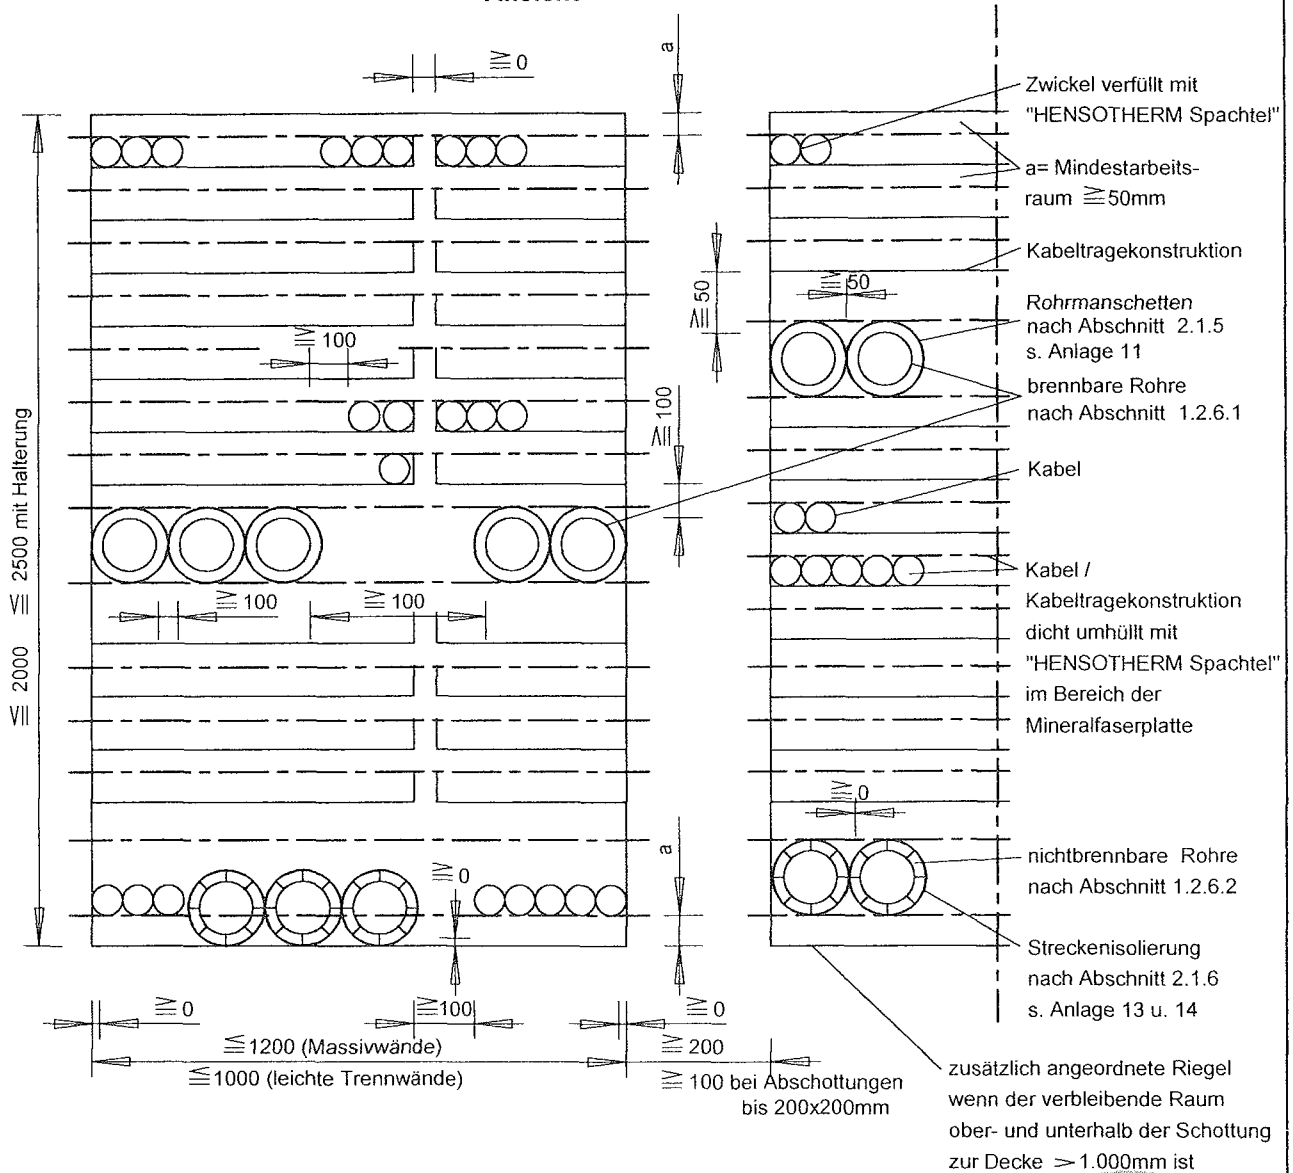 ≧ 0
a
Zwickel verfüllt mit
"HENSOTHERM Spachtel"
a= Mindestarbeits-
raum ≧50mm
Kabeltragekonstruktion
≧ 50
≧ 50
Rohrmanschetten
nach Abschnitt 2.1.5
s. Anlage 11
≧ 100
brennbare Rohre
nach Abschnitt 1.2.6.1
≧ 100
Kabel
≦ 2000 ≦ 2500 mit Halterung
Kabel /
Kabeltragekonstruktion
dicht umhüllt mit
"HENSOTHERM Spachtel"
im Bereich der
Mineralfaserplatte
≧ 100
≧ 100
≧ 0
a
≧ 0
nichtbrennbare Rohre
nach Abschnitt 1.2.6.2
Streckenisolierung
nach Abschnitt 2.1.6
s. Anlage 13 u. 14
≧ 0
≧100
≧ 0
≦1200 (Massivwände)
≦1000 (leichte Trennwände)
≧ 200
≧ 100 bei Abschottungen
bis 200x200mm
zusätzlich angeordnete Riegel
wenn der verbleibende Raum
ober- und unterhalb der Schottung
zur Decke > 1.000mm ist